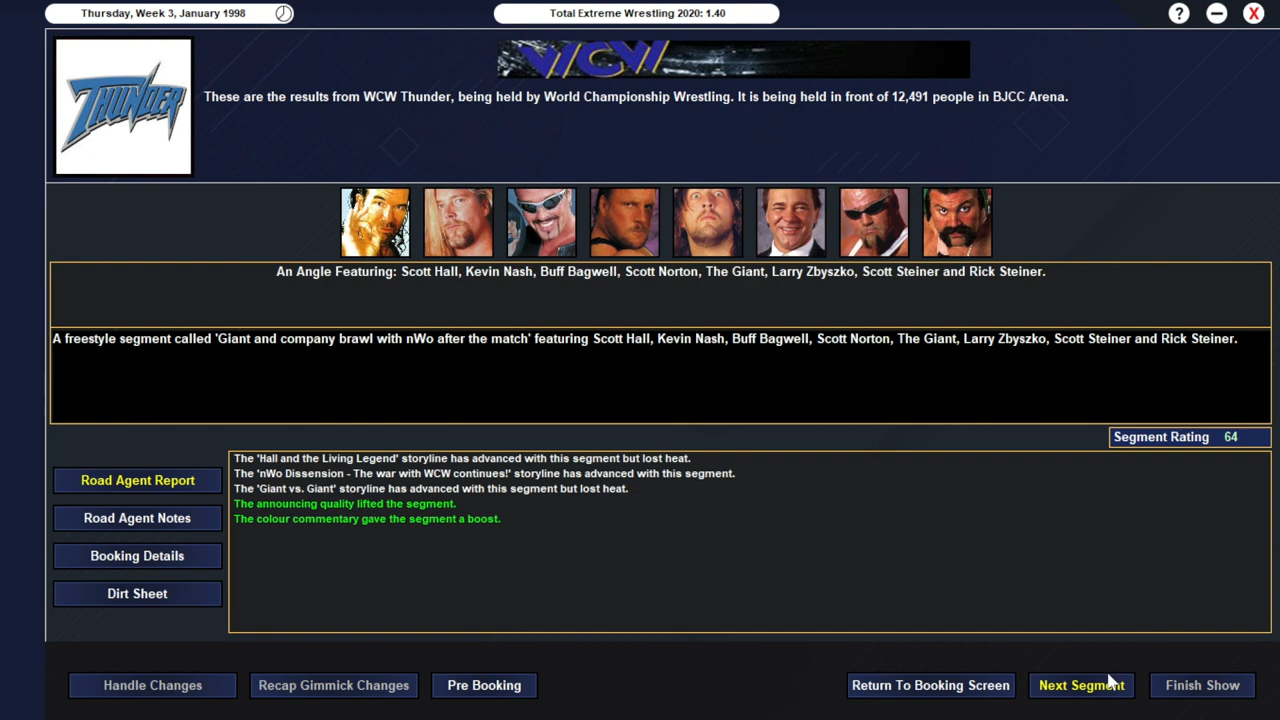 Thursday, Week 3, January 1998
Total Extreme Wrestling 2020: 1.40
?
X
WCW
THUNDER
These are the results from WCW Thunder, being held by World Championship Wrestling. It is being held in front of 12,491 people in BJCC Arena.
An Angle Featuring: Scott Hall, Kevin Nash, Buff Bagwell, Scott Norton, The Giant, Larry Zbyszko, Scott Steiner and Rick Steiner.
A freestyle segment called 'Giant and company brawl with nWo after the match' featuring Scott Hall, Kevin Nash, Buff Bagwell, Scott Norton, The Giant, Larry Zbyszko, Scott Steiner and Rick Steiner.
Segment Rating 64
The 'Hall and the Living Legend' storyline has advanced with this segment but lost heat.
The 'nWo Dissension - The war with WCW continues!' storyline has advanced with this segment.
The 'Giant vs. Giant' storyline has advanced with this segment but lost heat.
The announcing quality lifted the segment.
The colour commentary gave the segment a boost.
Road Agent Report
Road Agent Notes
Booking Details
Dirt Sheet
Handle Changes
Recap Gimmick Changes
Pre Booking
Return To Booking Screen
Next Segment
Finish Show